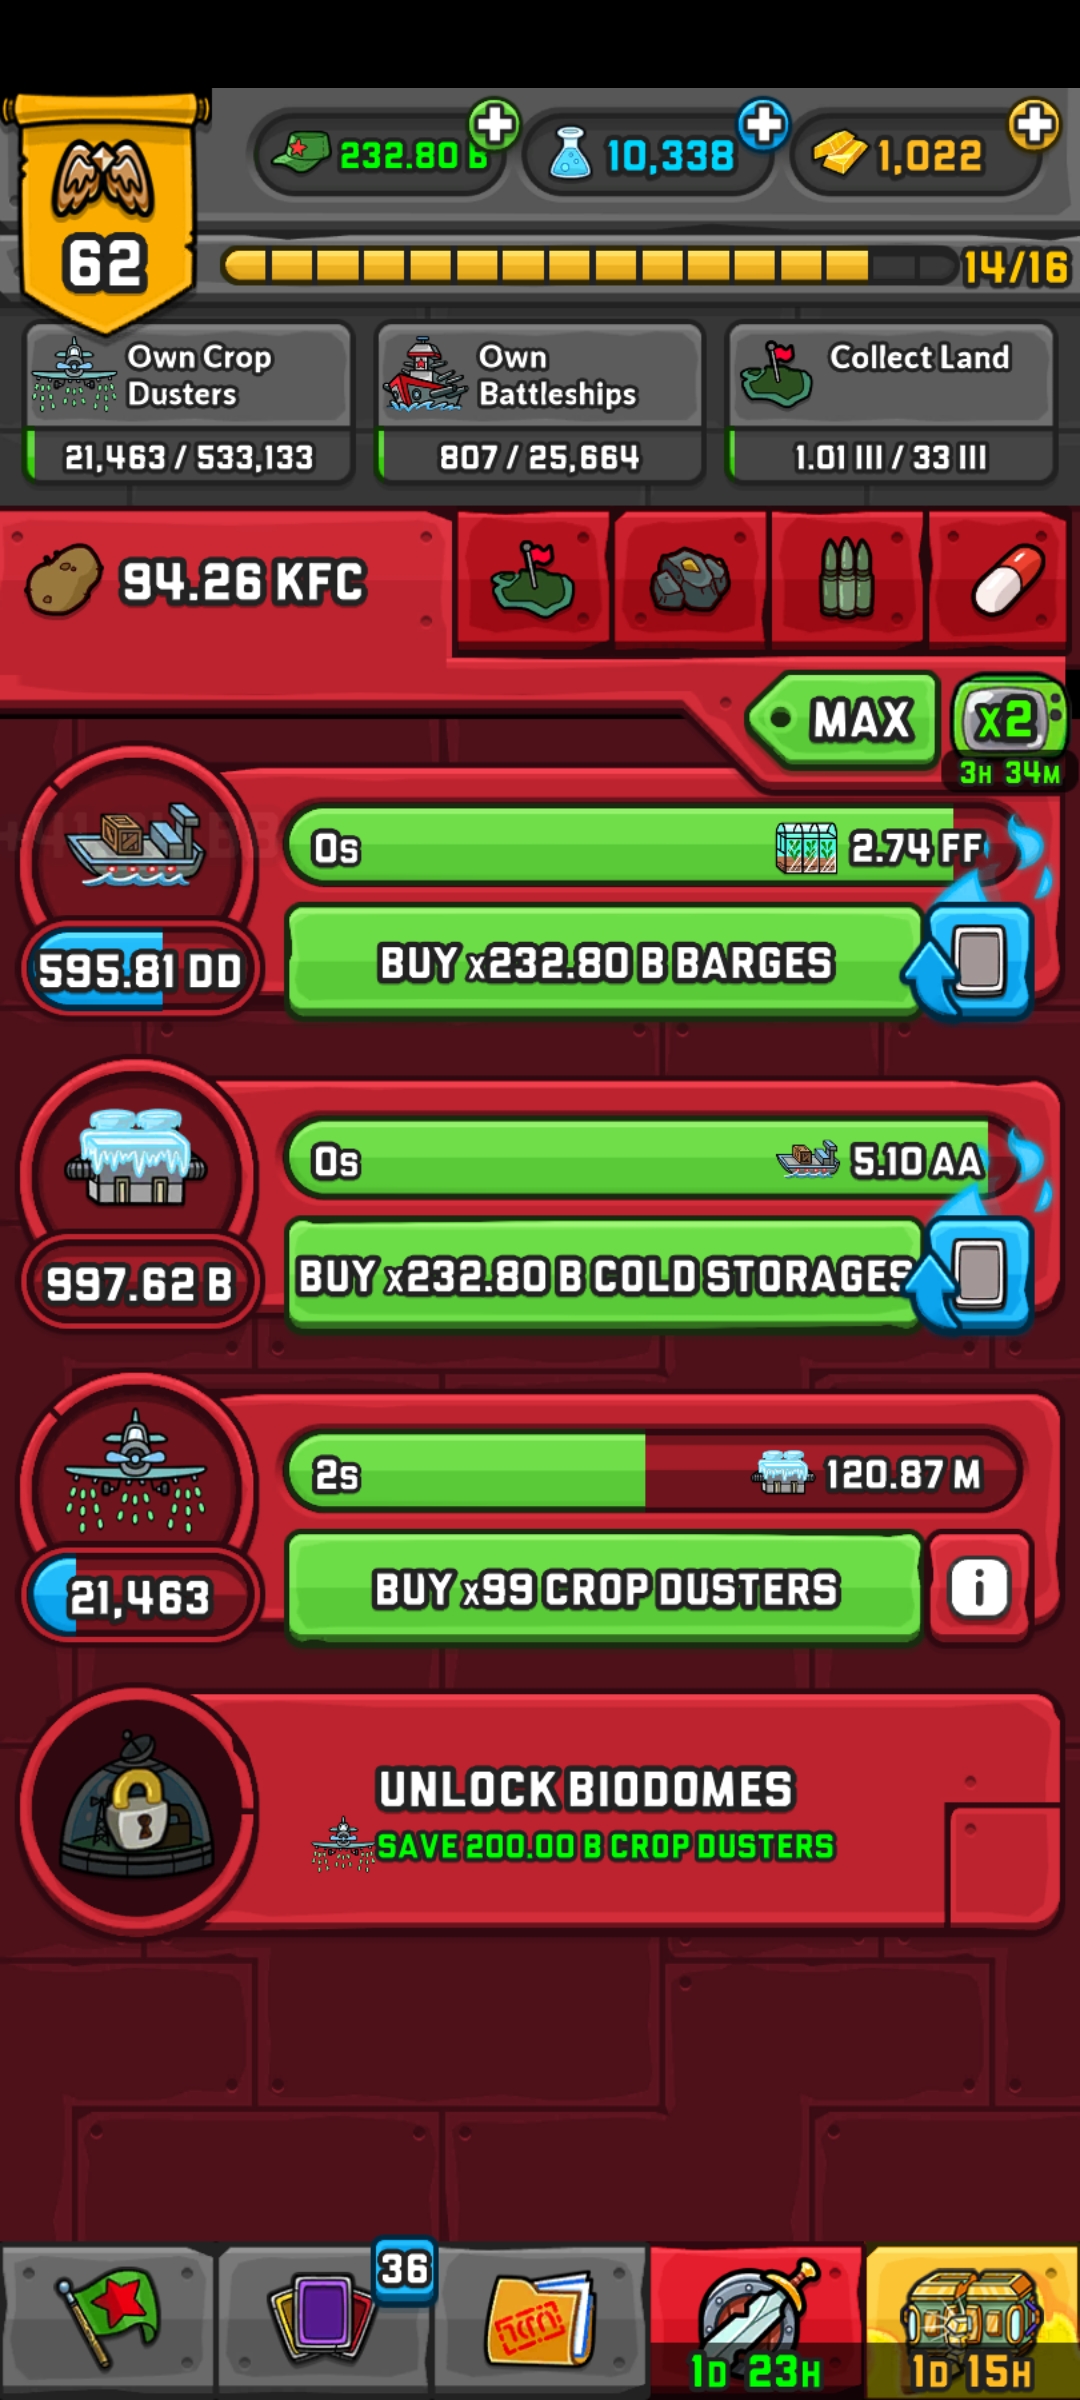 62
232.80 B
10,338
1,022
14/16
Own Crop
Dusters
21,463 / 533,133
Own
Battleships
807 / 25,664
Collect Land
1.01 III / 33 III
94.26 KFC
MAX
x2
3H 34M
0s
2.74 FF
595.81 DD
BUY x232.80 B BARGES
0s
5.10 AA
997.62 B
BUY x232.80 B COLD STORAGES
2s
120.87 M
21,463
BUY x99 CROP DUSTERS
i
UNLOCK BIODOMES
SAVE 200.00 B CROP DUSTERS
36
1D 23H
1D 15H